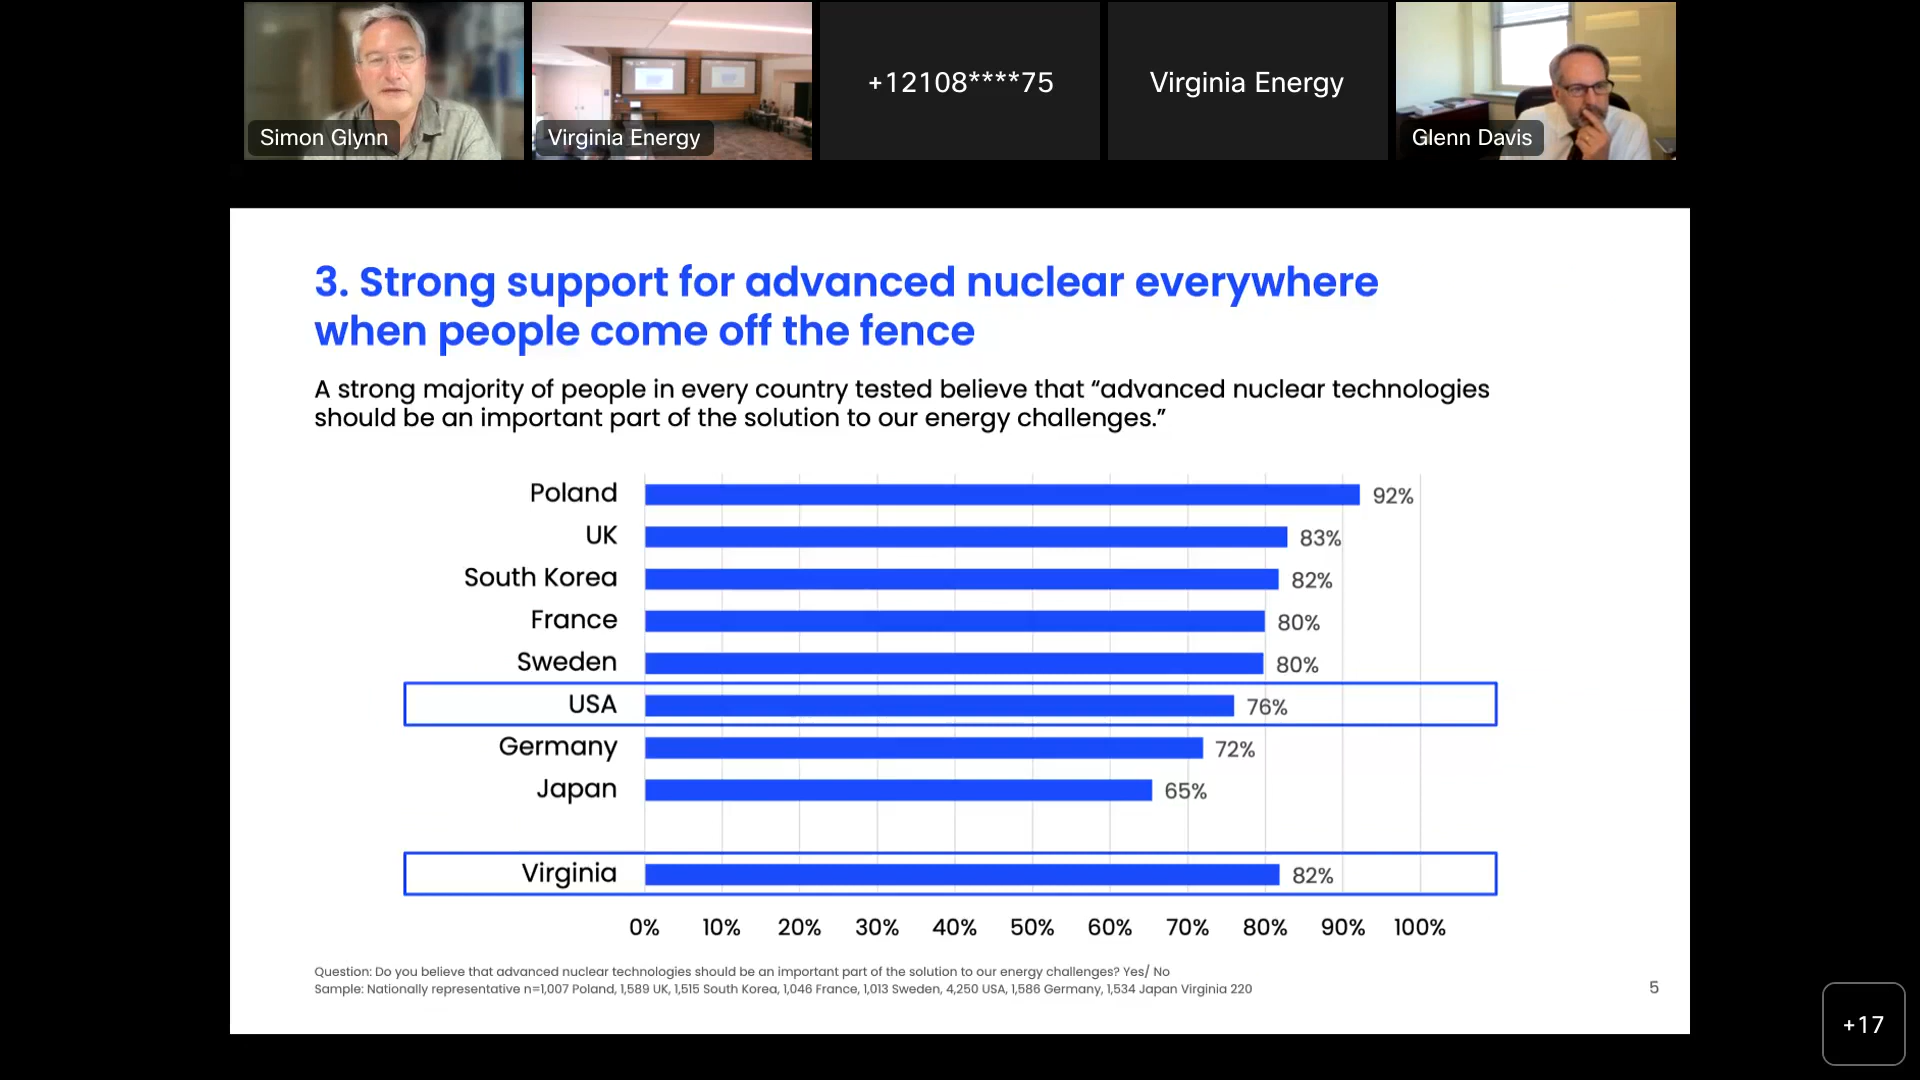 Simon Glynn
Virginia Energy
+12108****75
Virginia Energy
Glenn Davis
3. Strong support for advanced nuclear everywhere
when people come off the fence
A strong majority of people in every country tested believe that “advanced nuclear technologies
should be an important part of the solution to our energy challenges.”
Poland 92%
UK 83%
South Korea 82%
France 80%
Sweden 80%
USA 76%
Germany 72%
Japan 65%
Virginia 82%
0% 10% 20% 30% 40% 50% 60% 70% 80% 90% 100%
Question: Do you believe that advanced nuclear technologies should be an important part of the solution to our energy challenges? Yes/ No
Sample: Nationally representative n=1,007 Poland, 1,589 UK, 1,515 South Korea, 1,046 France, 1,013 Sweden, 4,250 USA, 1,586 Germany, 1,534 Japan Virginia 220
5
+17